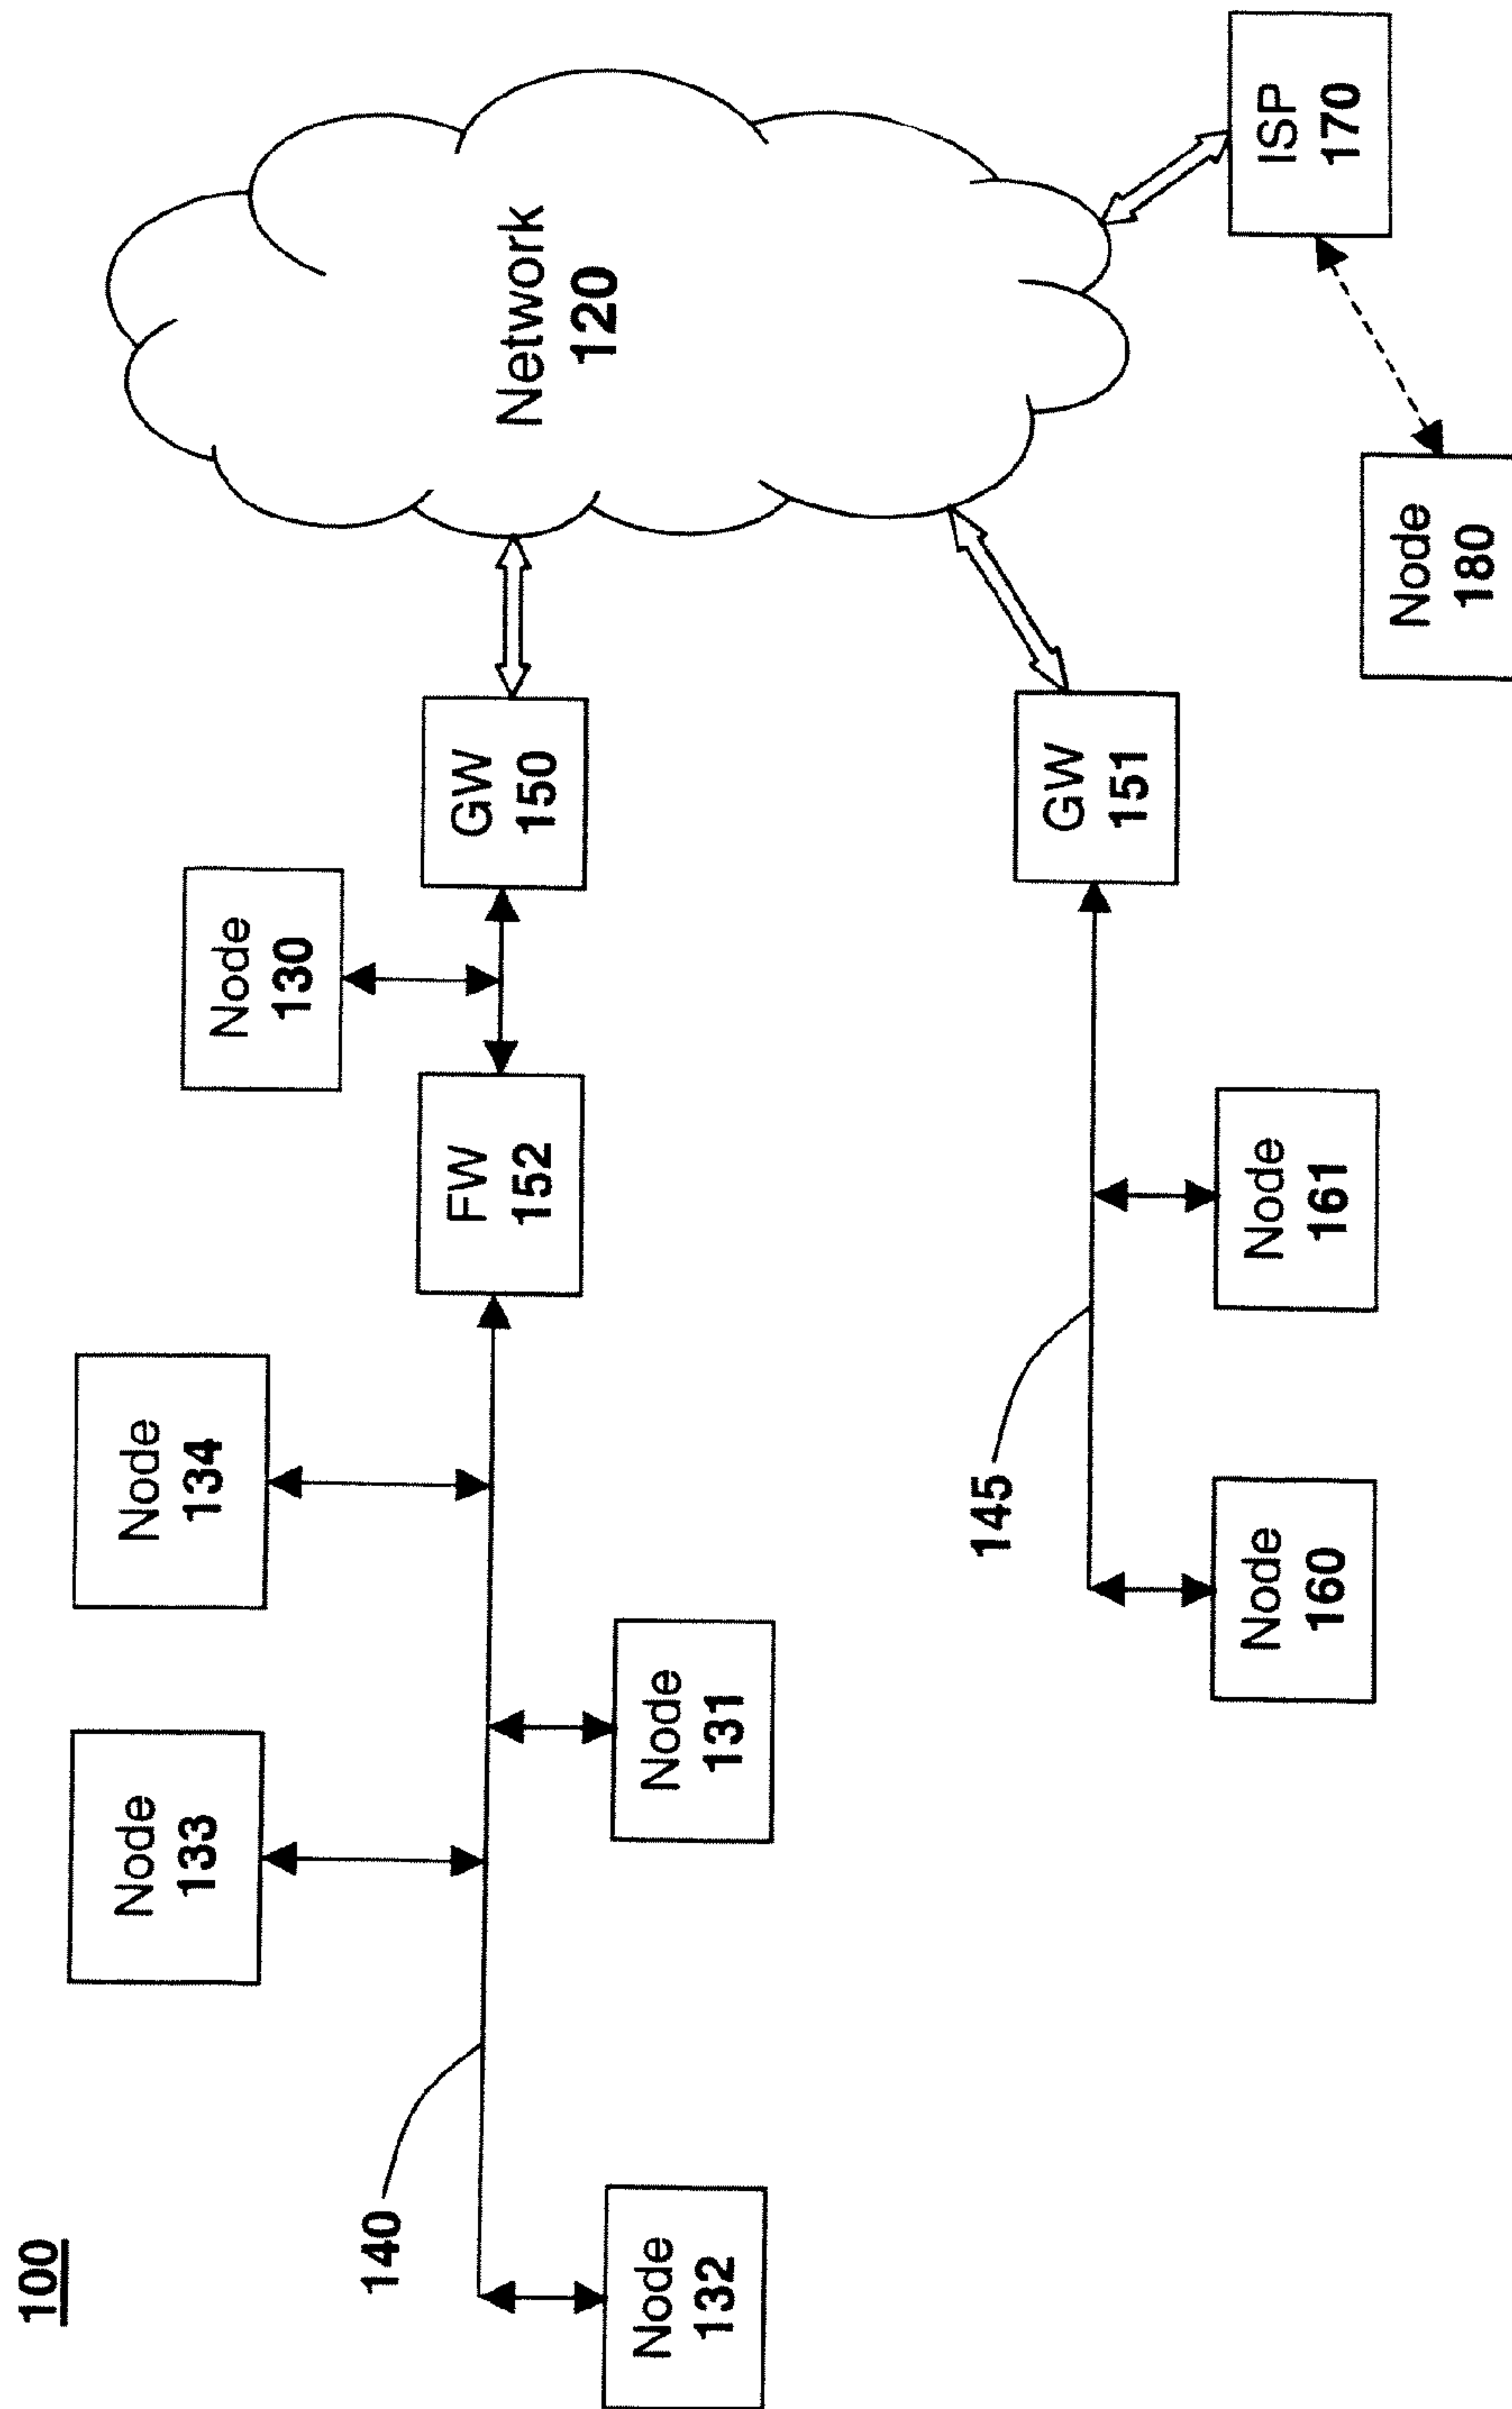 100
Node
132
140
Node
133
Node
131
Node
134
FW
152
Node
130
GW
150
Network
120
Node
160
145
Node
161
GW
151
Node
180
ISP
170